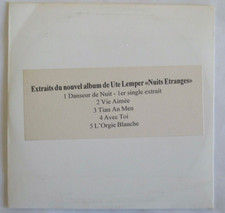 Extraits du nouvel album de Ute Lemper «Nuits Etranges»
1 Danseur de Nuit - 1er single extrait
2 Vie Aimée
3 Tian An Men
4 Avec Toi
5 L'Orgie Blanche